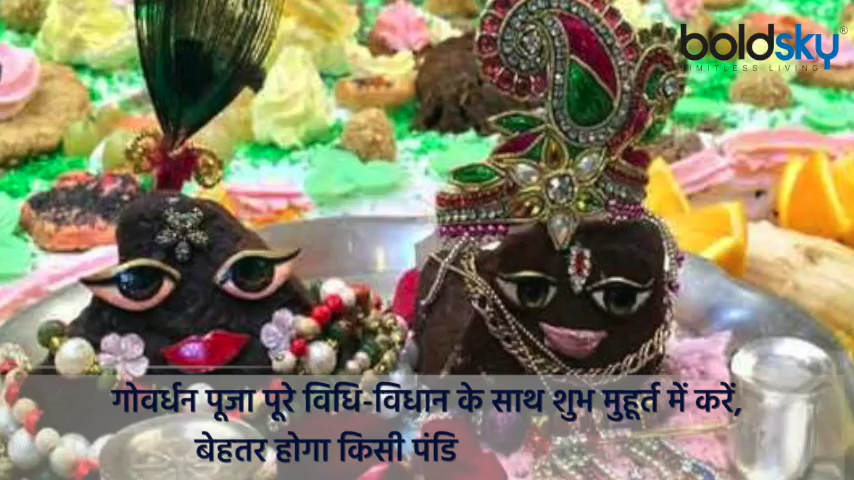 boldsky®
LIMITLESS LIVING
गोवर्धन पूजा पूरे विधि-विधान के साथ शुभ मुहूर्त में करें,
बेहतर होगा किसी पंडि